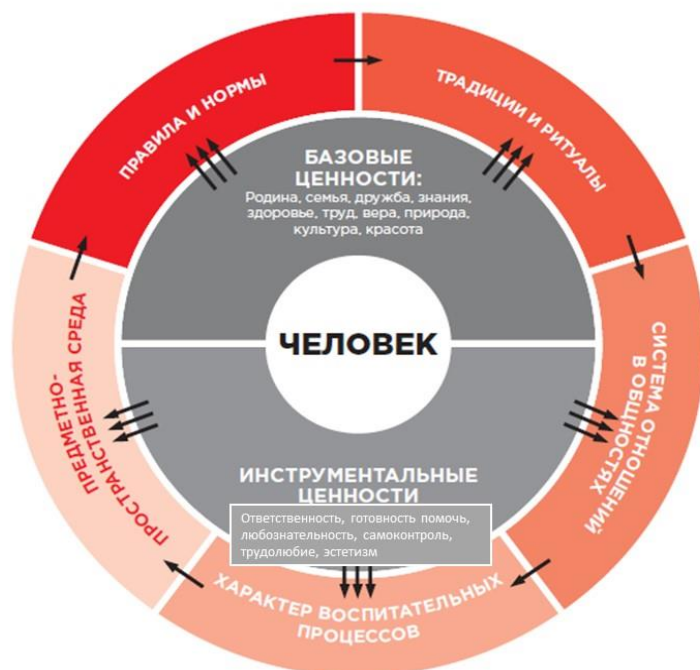 ПРАВИЛА И НОРМЫ
ТРАДИЦИИ И РИТУАЛЫ
БАЗОВЫЕ
ЦЕННОСТИ:
Родина, семья, дружба, знания,
здоровье, труд, вера, природа,
культура, красота
ЧЕЛОВЕК
ПРЕДМЕТНО-
ПРОСТРАНСТВЕННАЯ СРЕДА
СИСТЕМА ОТНОШЕНИЙ
В ОБЩНОСТЯХ
ИНСТРУМЕНТАЛЬНЫЕ
ЦЕННОСТИ
Ответственность, готовность помочь,
любознательность, самоконтроль,
трудолюбие, эстетизм
ХАРАКТЕР ВОСПИТАТЕЛЬНЫХ
ПРОЦЕССОВ